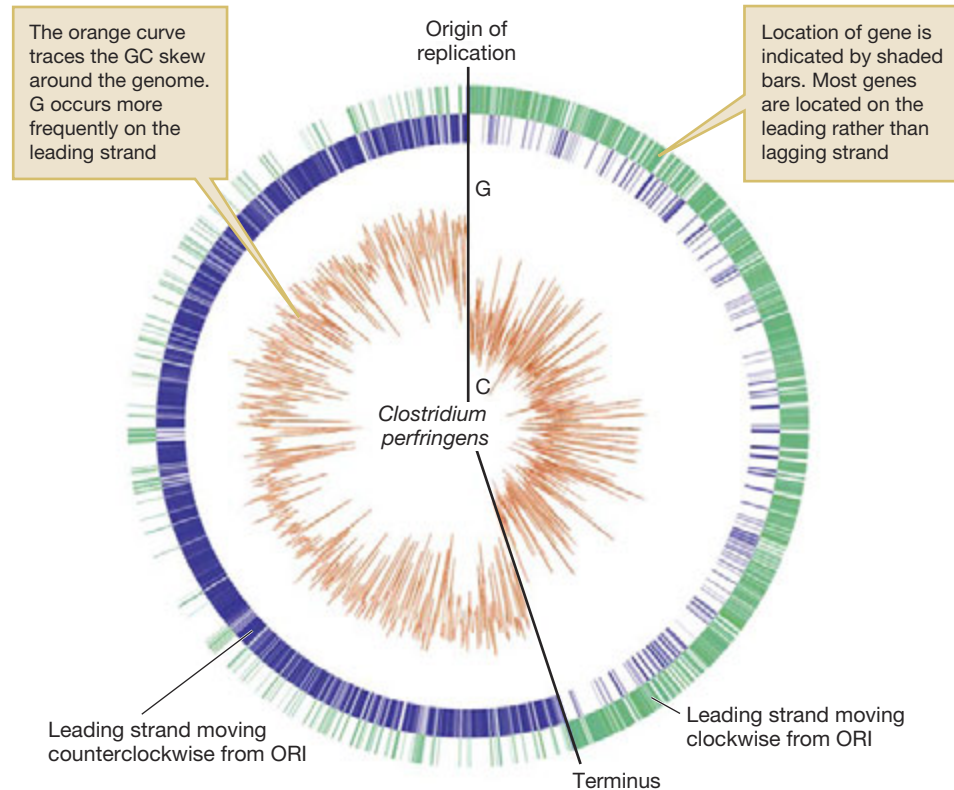 The orange curve
traces the GC skew
around the genome.
G occurs more
frequently on the
leading strand
Origin of
replication
Location of gene is
indicated by shaded
bars. Most genes
are located on the
leading rather than
lagging strand
G
C
Clostridium
perfringens
Leading strand moving
counterclockwise from ORI
Leading strand moving
clockwise from ORI
Terminus